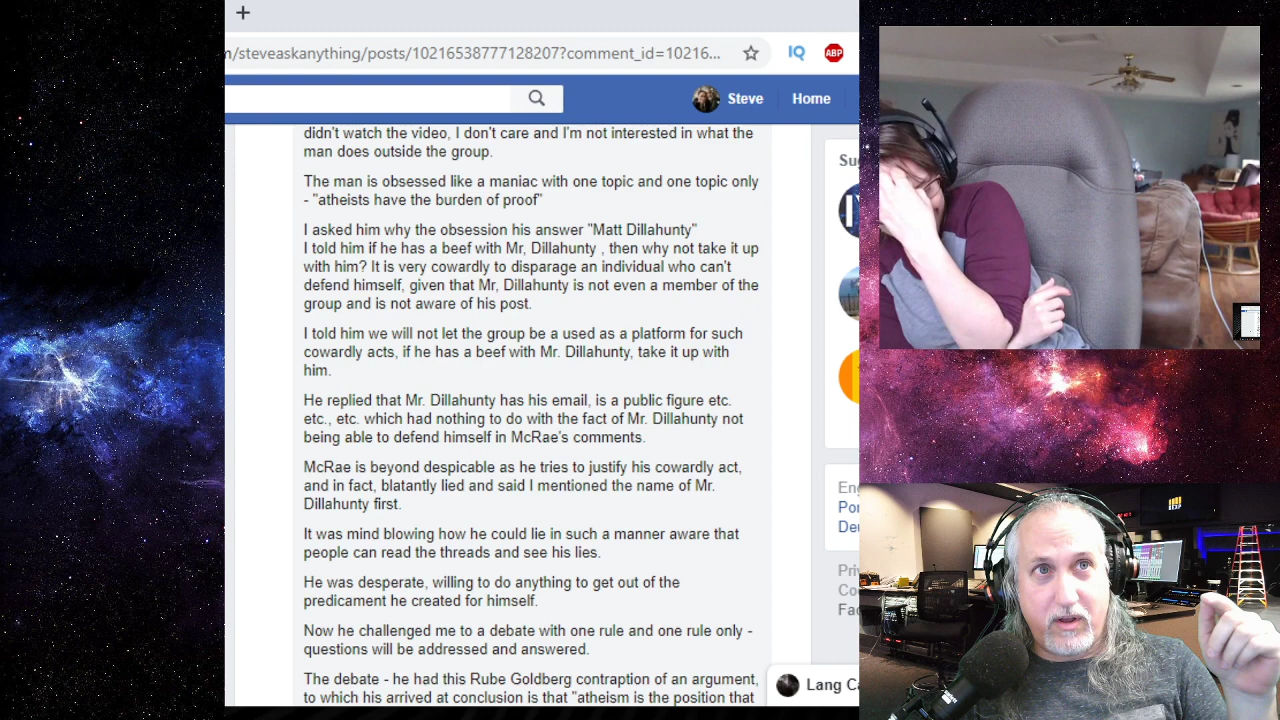 +
m/steveaskanything/posts/10216538777128207?comment_id=10216...
IQ
ABP
Steve
Home
didn't watch the video, I don't care and I'm not interested in what the
man does outside the group.
Su
The man is obsessed like a maniac with one topic and one topic only
- "atheists have the burden of proof"
I asked him why the obsession his answer "Matt Dillahunty"
I told him if he has a beef with Mr, Dillahunty , then why not take it up
with him? It is very cowardly to disparage an individual who can't
defend himself, given that Mr, Dillahunty is not even a member of the
group and is not aware of his post.
I told him we will not let the group be a used as a platform for such
cowardly acts, if he has a beef with Mr. Dillahunty, take it up with
him.
He replied that Mr. Dillahunty has his email, is a public figure etc.
etc., etc. which had nothing to do with the fact of Mr. Dillahunty not
being able to defend himself in McRae's comments.
McRae is beyond despicable as he tries to justify his cowardly act,
and in fact, blatantly lied and said I mentioned the name of Mr.
Dillahunty first.
Eng
Por
Deu
It was mind blowing how he could lie in such a manner aware that
people can read the threads and see his lies.
He was desperate, willing to do anything to get out of the
predicament he created for himself.
Priv
Coo
Fac
Now he challenged me to a debate with one rule and one rule only -
questions will be addressed and answered.
The debate - he had this Rube Goldberg contraption of an argument,
to which his arrived at conclusion is that "atheism is the position that
Lang Ca